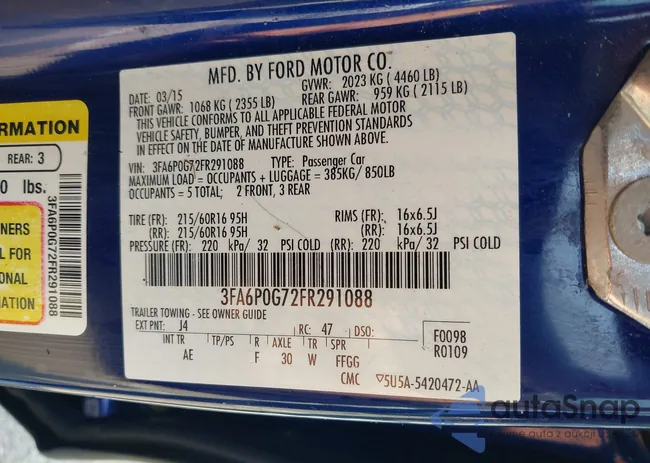 ORMATION
REAR: 3
0 lbs.
NERS
FOR
ONAL
ATION
3FA6P0G72FR291088
MFD. BY FORD MOTOR CO.
DATE: 03/15 GVWR: 2023 KG ( 4460 LB)
FRONT GAWR: 1068 KG ( 2355 LB) REAR GAWR: 959 KG ( 2115 LB)
THIS VEHICLE CONFORMS TO ALL APPLICABLE FEDERAL MOTOR
VEHICLE SAFETY, BUMPER, AND THEFT PREVENTION STANDARDS
IN EFFECT ON THE DATE OF MANUFACTURE SHOWN ABOVE.
VIN: 3FA6P0G72FR291088 TYPE: Passenger Car
MAXIMUM LOAD = OCCUPANTS + LUGGAGE = 385KG/ 850LB
OCCUPANTS = 5 TOTAL; 2 FRONT, 3 REAR
TIRE (FR): 215/60R16 95H RIMS (FR): 16x6.5J
(RR): 215/60R16 95H (RR): 16x6.5J
PRESSURE (FR): 220 kPa/ 32 PSI COLD (RR): 220 kPa/ 32 PSI COLD
3FA6P0G72FR291088
TRAILER TOWING - SEE OWNER GUIDE
EXT PNT: J4 RC: 47 DSO: F0098
INT TR TP/PS R AXLE TR SPR R0109
AE F 30 W FFGG
CMC 5U5A-5420472-AA
autoSnap